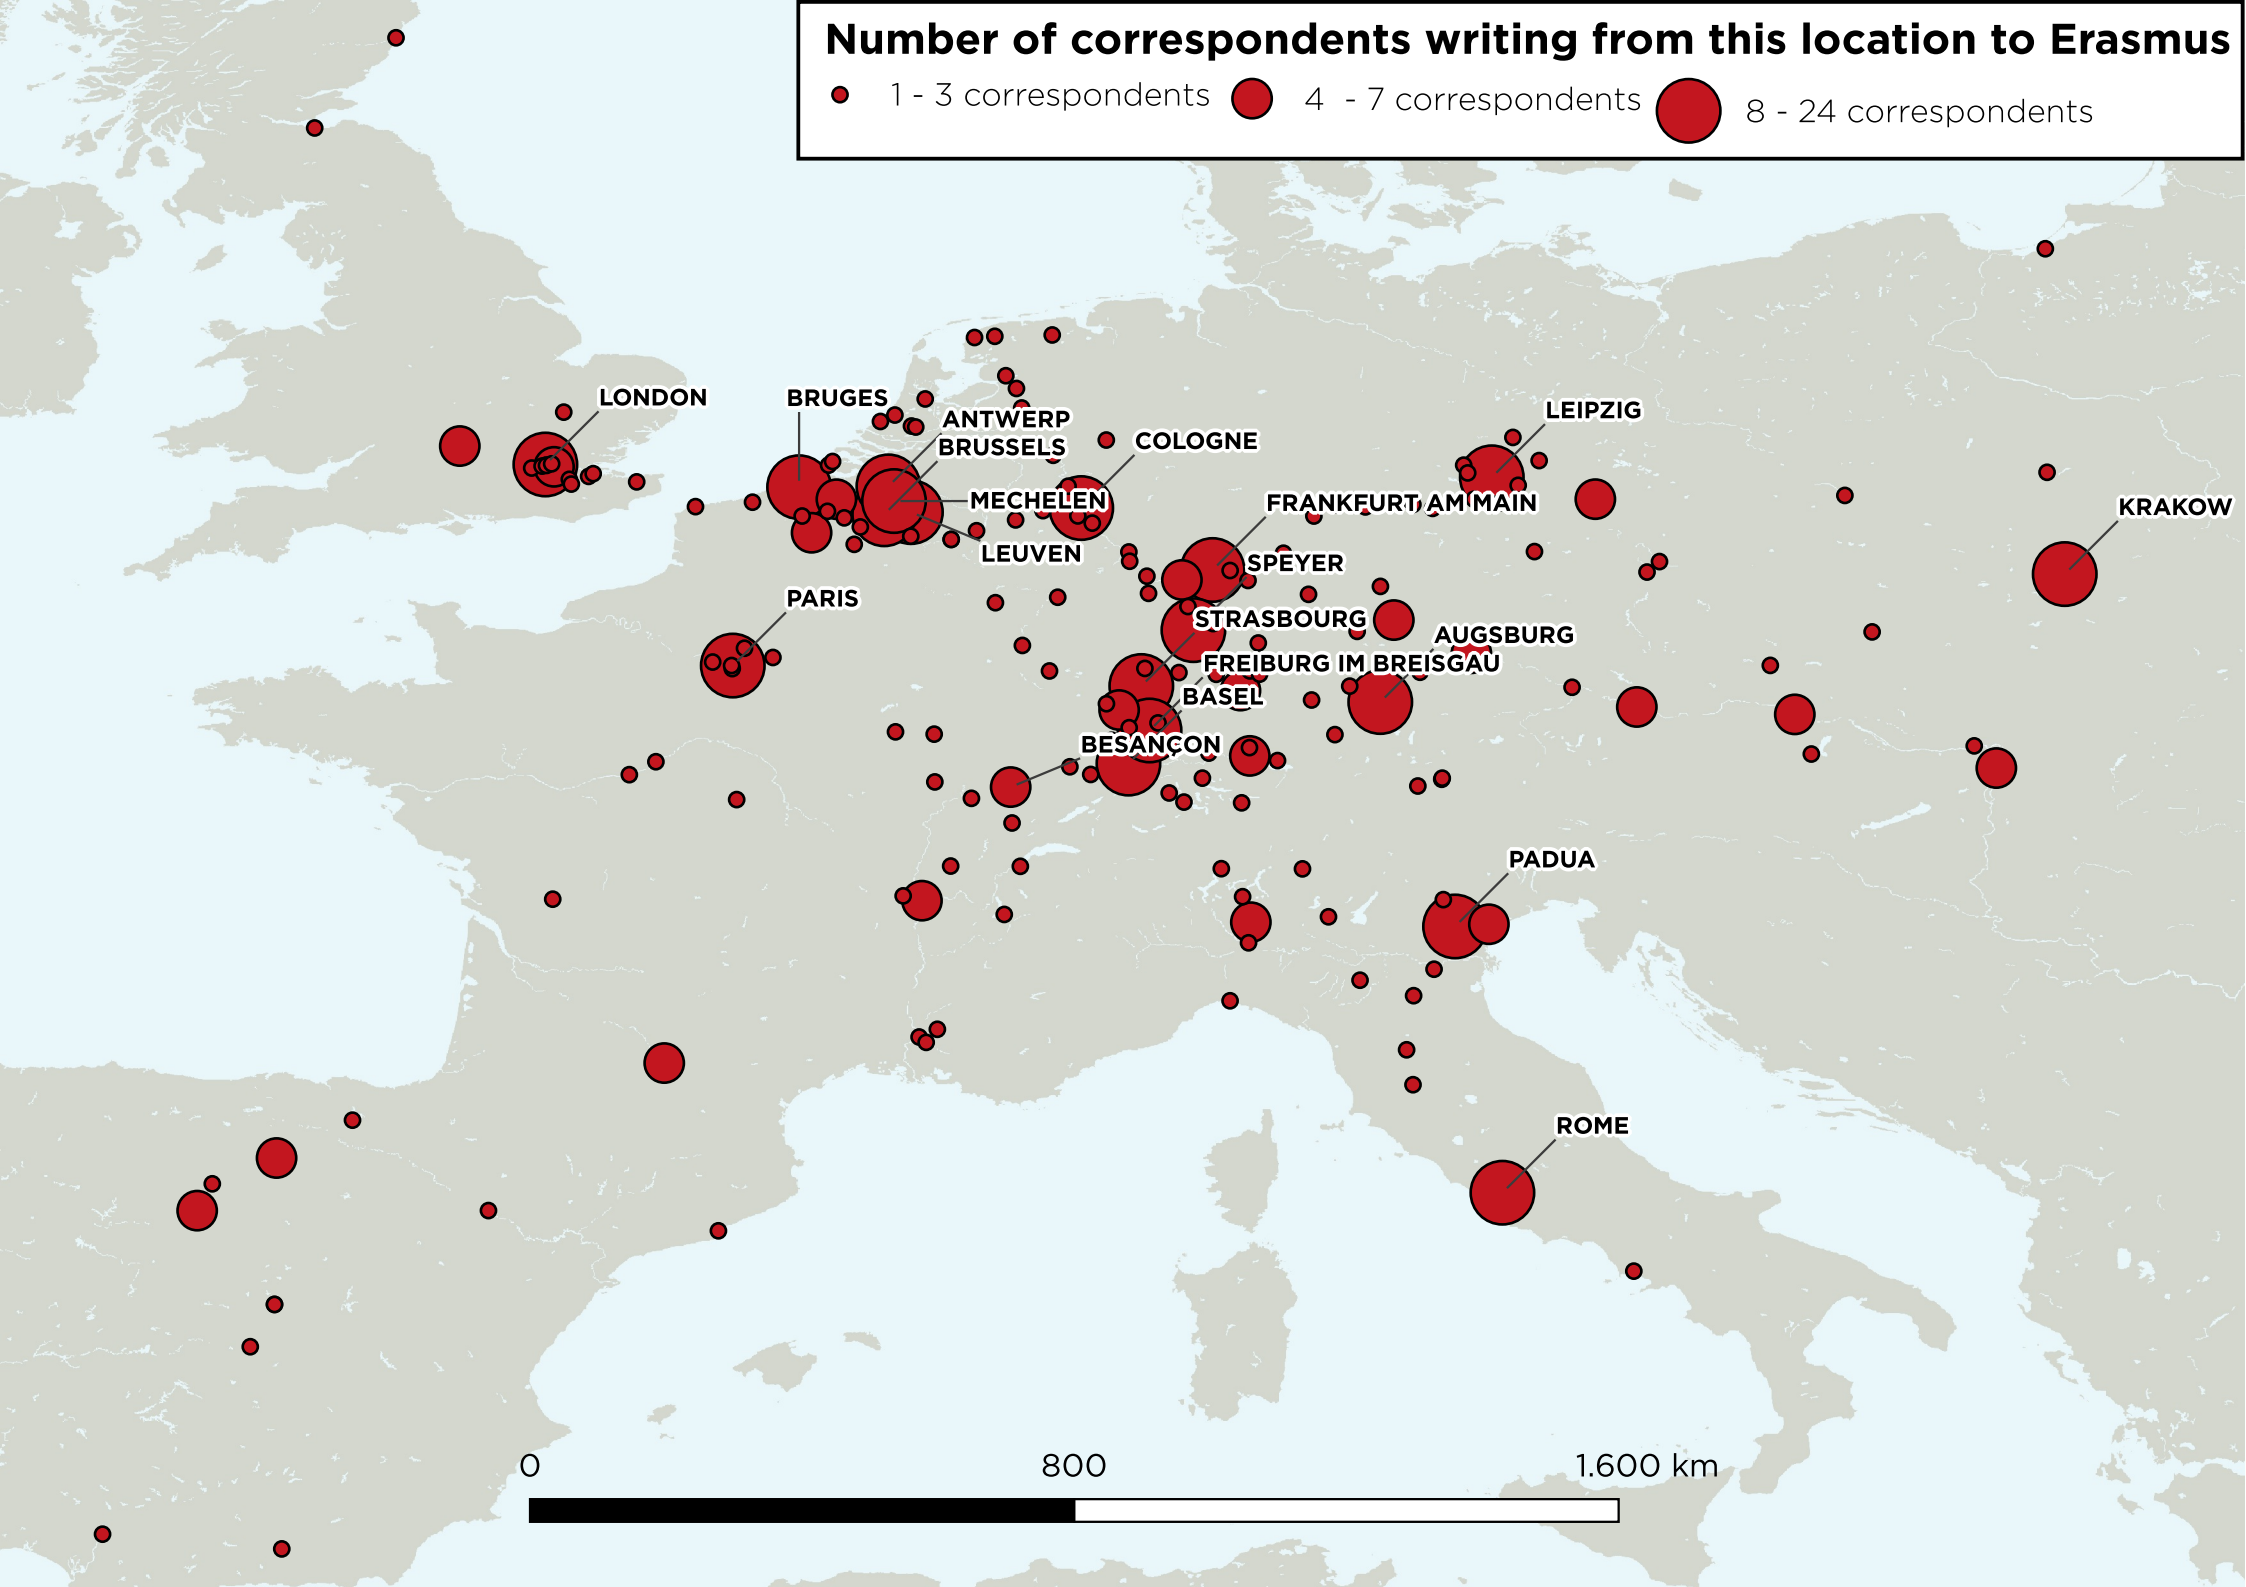 Number of correspondents writing from this location to Erasmus
1 - 3 correspondents
4 - 7 correspondents
8 - 24 correspondents
LONDON
BRUGES
ANTWERP
BRUSSELS
COLOGNE
LEIPZIG
MECHELEN
FRANKFURT AM MAIN
KRAKOW
LEUVEN
SPEYER
PARIS
STRASBOURG
AUGSBURG
FREIBURG IM BREISGAU
BASEL
BESANÇON
PADUA
ROME
0 800 1.600 km